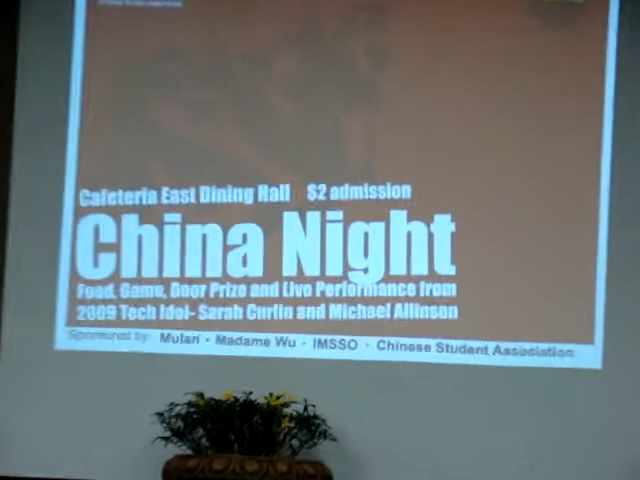 Cafeteria East Dining Hall $2 admission
China Night
Food, Game, Door Prize and Live Performance from
2009 Tech Idol- Sarah Gurlin and Michael Allinson
Sponsored by: Mulan · Madame Wu · IMSSO · Chinese Student Association